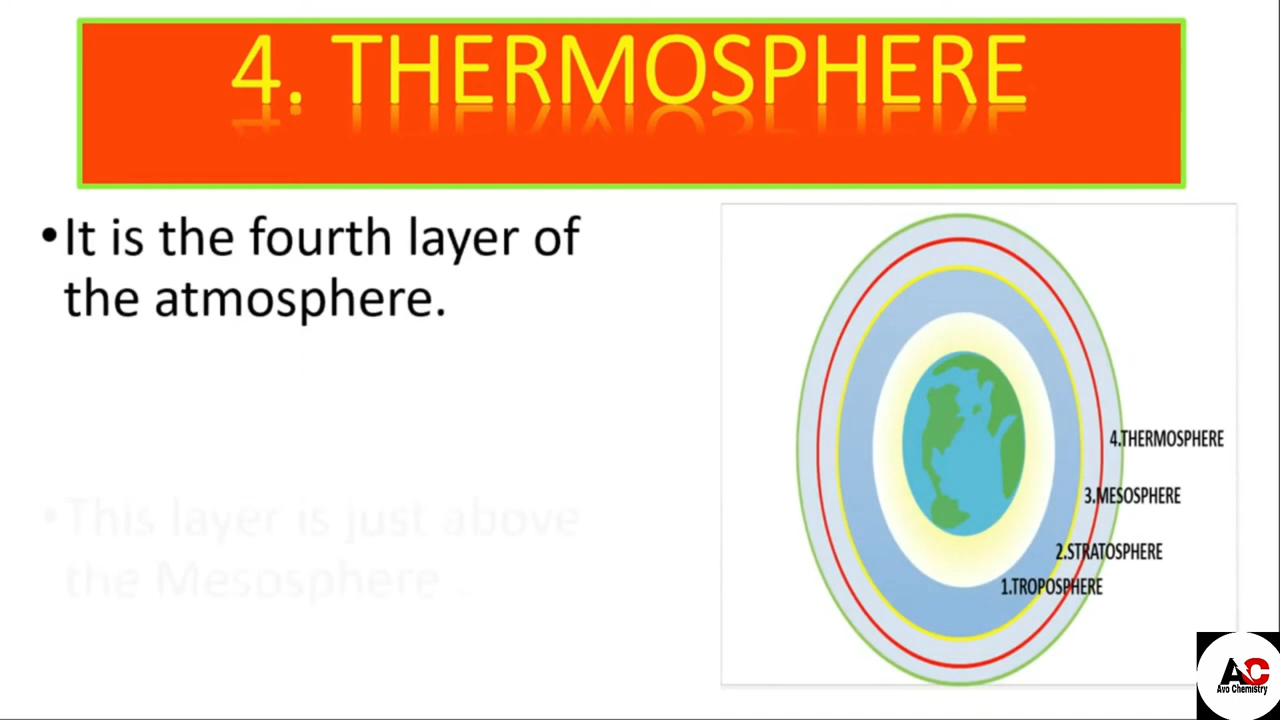 4. THERMOSPHERE
•It is the fourth layer of
the atmosphere.
•This layer is just above
the Mesosphere .
4.THERMOSPHERE
3.MESOSPHERE
2.STRATOSPHERE
1.TROPOSPHERE
AC
Avo Chemistry